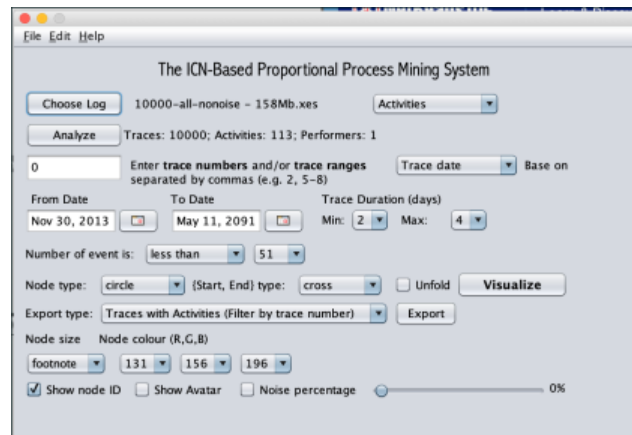 File Edit Help
The ICN-Based Proportional Process Mining System
Choose Log 10000-all-nonoise - 158Mb.xes Activities
Analyze Traces: 10000; Activities: 113; Performers: 1
0 Enter trace numbers and/or trace ranges Trace date Base on
separated by commas (e.g. 2, 5-8)
From Date To Date Trace Duration (days)
Nov 30, 2013 May 11, 2091 Min: 2 Max: 4
Number of event is: less than 51
Node type: circle {Start, End} type: cross Unfold Visualize
Export type: Traces with Activities (Filter by trace number) Export
Node size Node colour (R,G,B)
footnote 131 156 196
Show node ID Show Avatar Noise percentage 0%